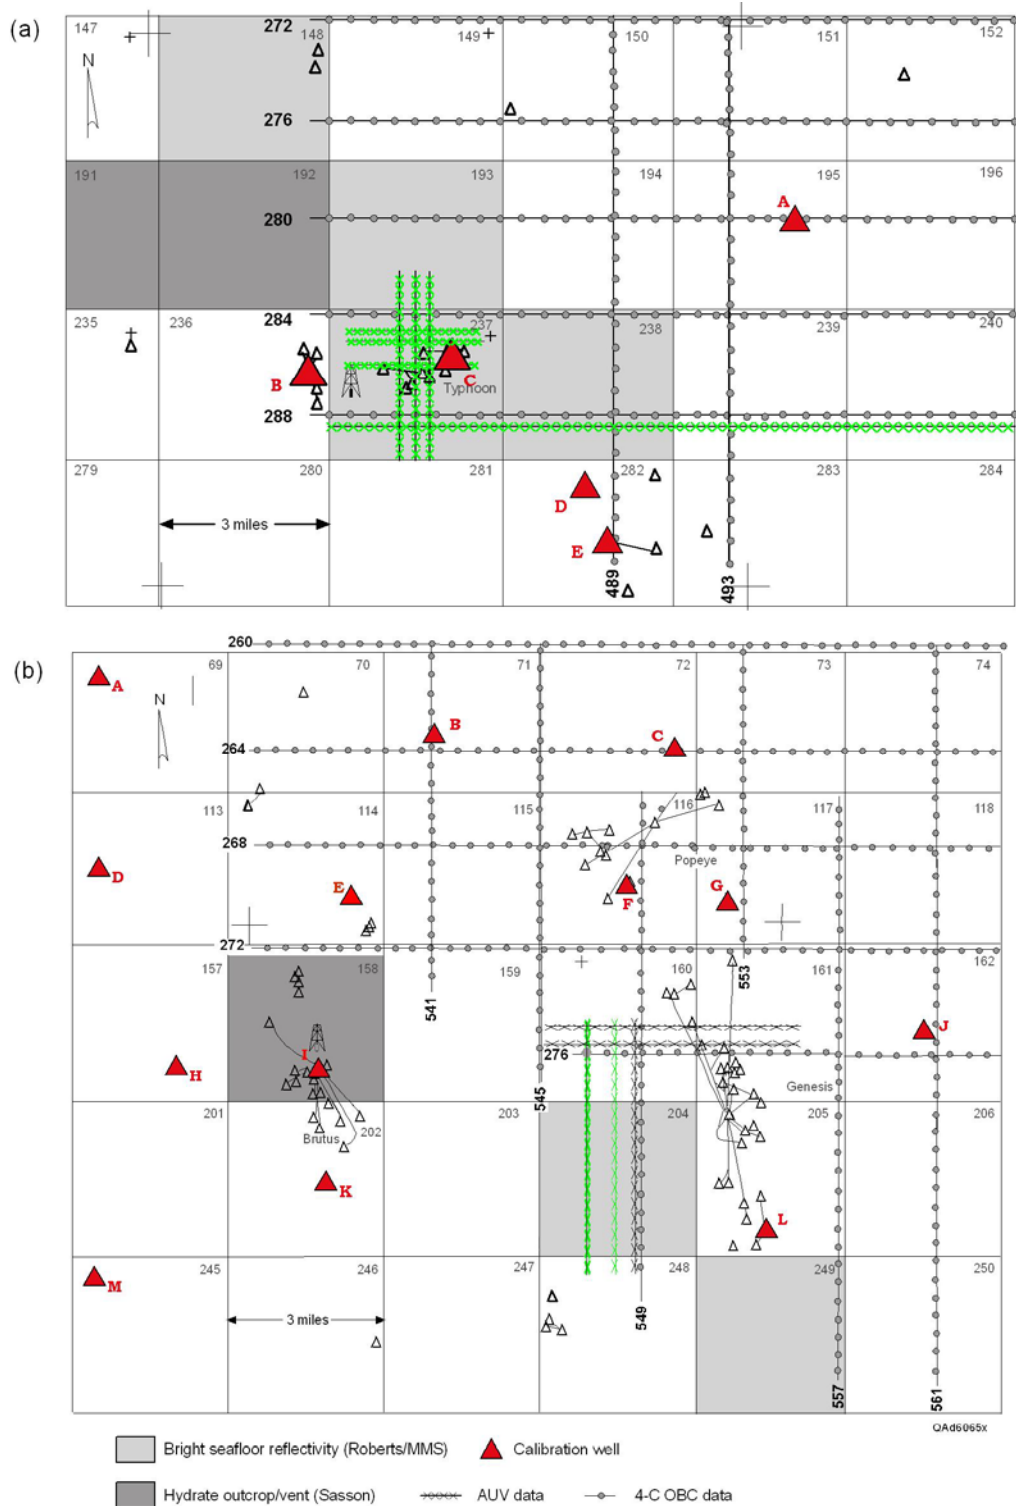 (a)
272
147
148
149
150
151
152
N
276
191
192
193
194
195
196
A
280
235
236
284
237
238
239
240
B
C
Typhoon
288
279
280
281
282
283
284
D
3 miles
E
489
493
260
(b)
69
70
71
72
73
74
A
N
B
C
264
113
114
115
116
117
118
268
Popeye
D
E
F
G
272
157
158
159
160
161
162
541
553
I
J
276
H
Genesis
545
201
202
203
204
205
206
Brutus
K
L
M
245
246
247
248
249
250
3 miles
549
557
561
QAd6065x
Bright seafloor reflectivity (Roberts/MMS)
Calibration well
Hydrate outcrop/vent (Sasson)
AUV data
4-C OBC data